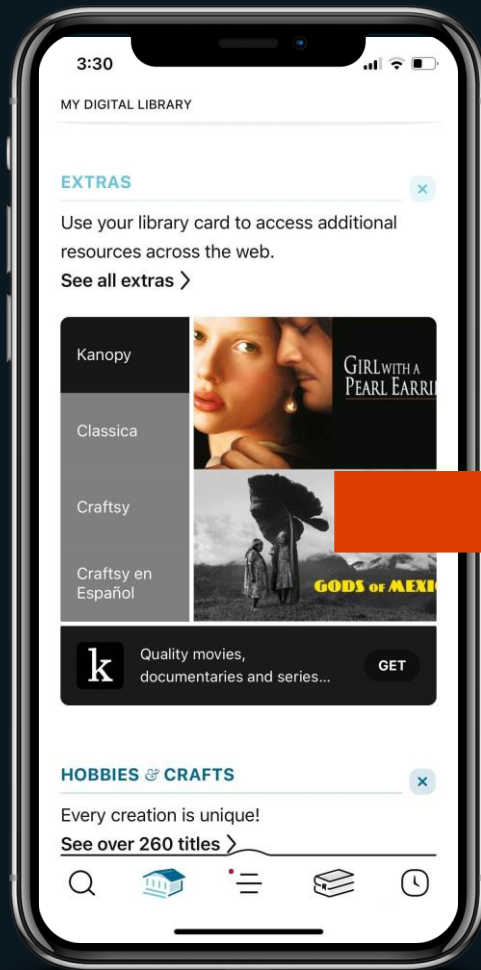 3:30
MY DIGITAL LIBRARY
EXTRAS
Use your library card to access additional
resources across the web.
See all extras
Kanopy
Classica
Craftsy
Craftsy en
Español
GIRL WITH A
PEARL EARRI
GODS OF MEXI
k
Quality movies,
documentaries and series...
GET
HOBBIES & CRAFTS
Every creation is unique!
See over 260 titles